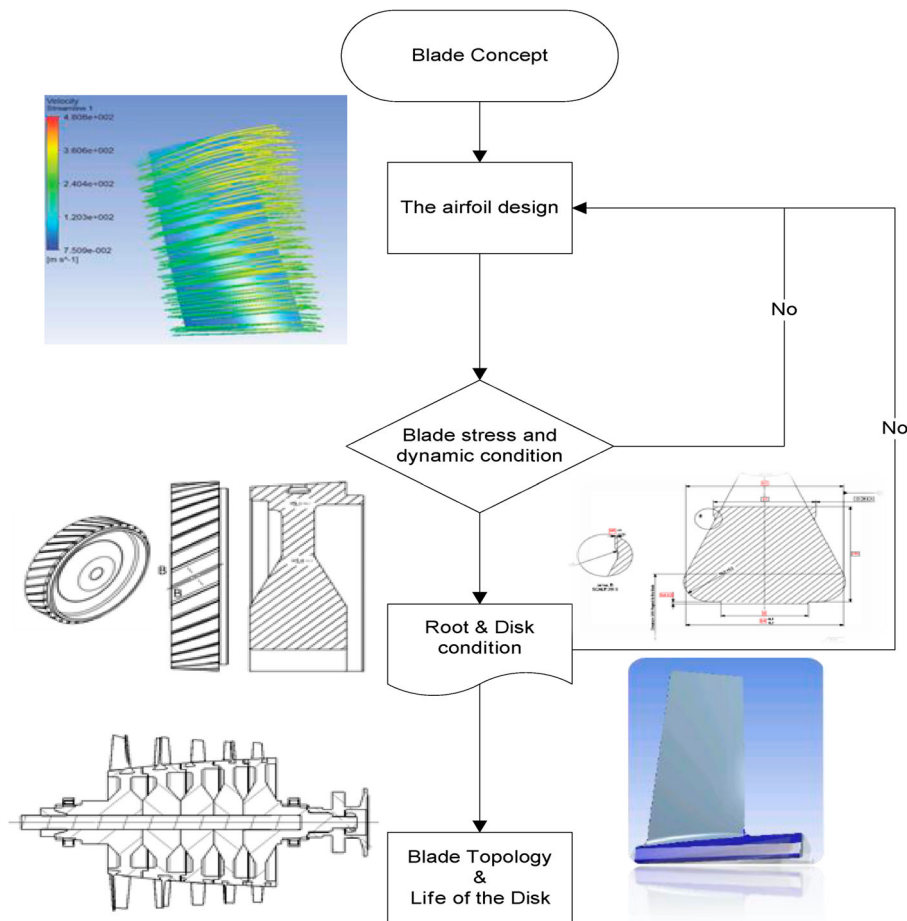 Blade Concept
Velocity
Streamline 1
4.808e+002
3.606e+002
2.404e+002
1.203e+002
7.509e-002
[m s^-1]
The airfoil design
No
No
Blade stress and
dynamic condition
B
B
Root & Disk
condition
Blade Topology
&
Life of the Disk